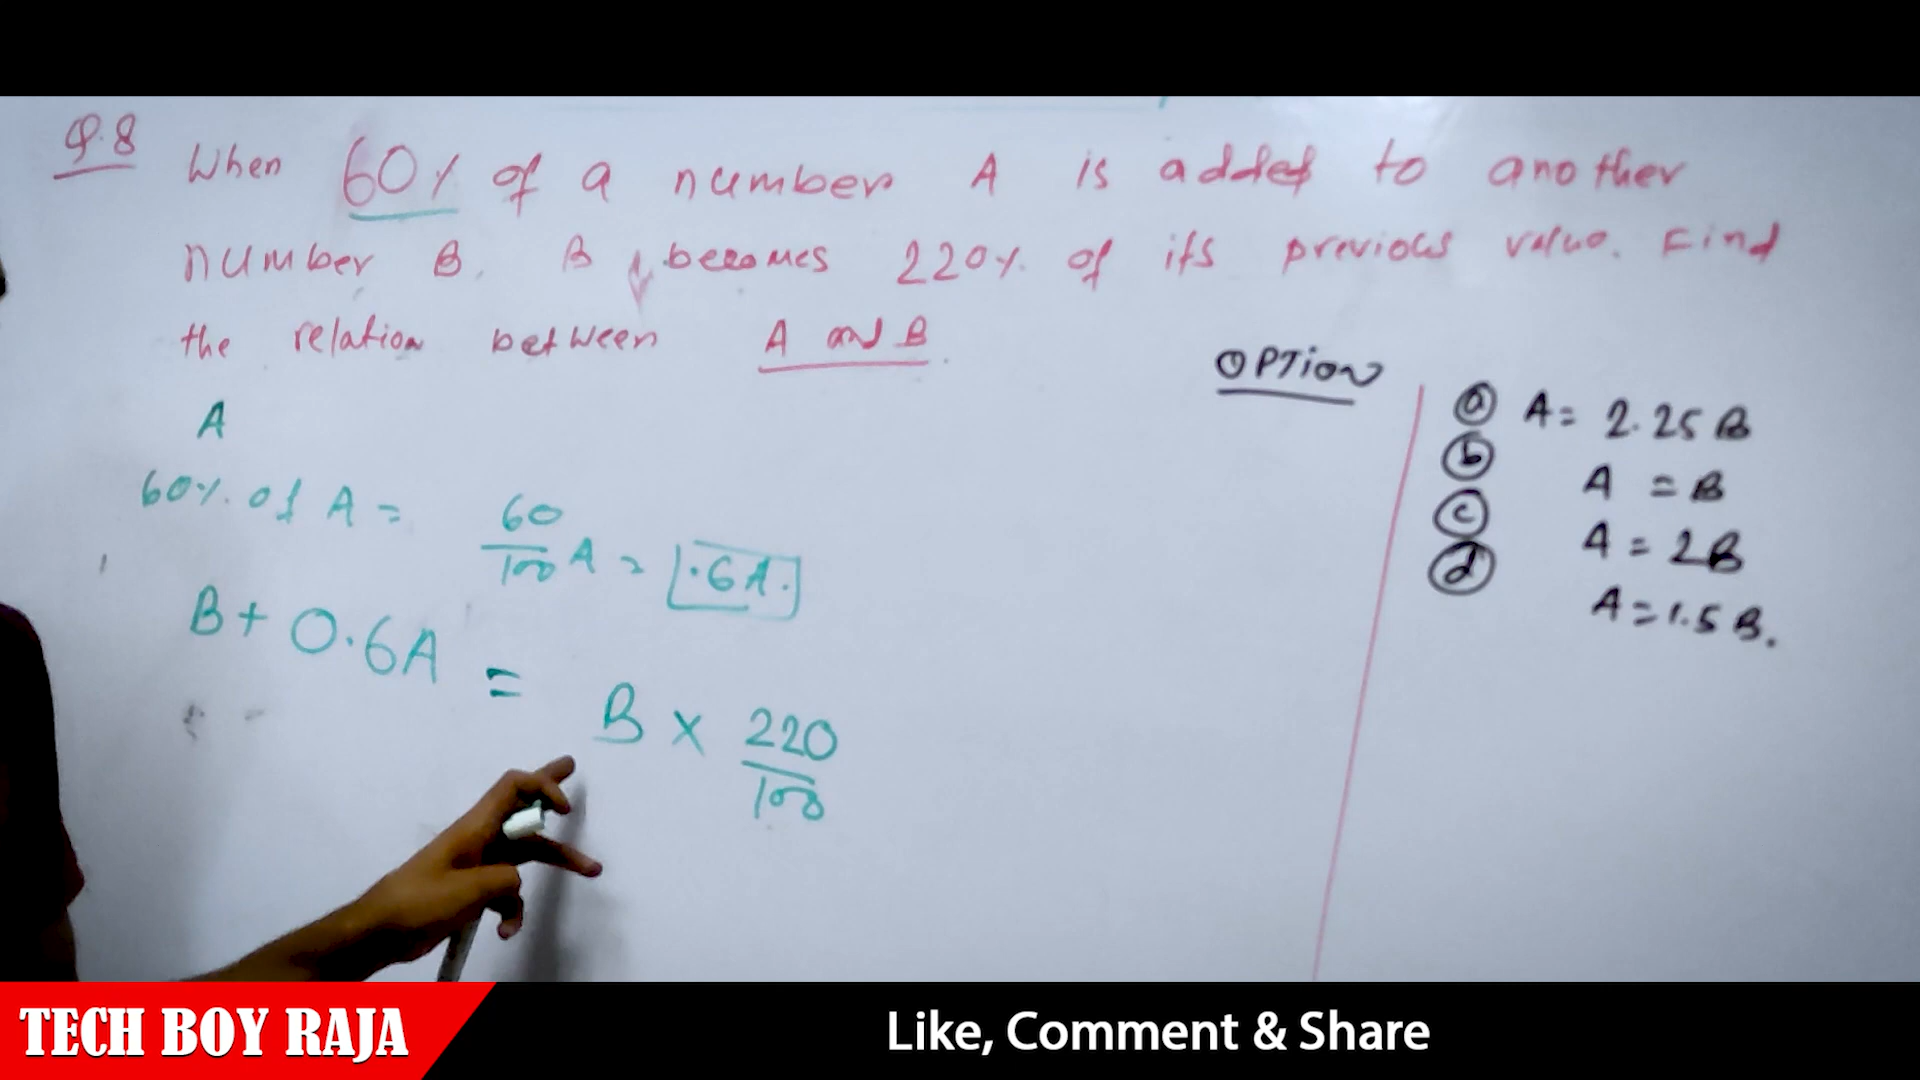 Q.8
When 60% of a number A is added to another
number B, B becomes 220% of its previous value. Find
the relation between A and B.
OPTION
A
60% of A = 60/100 A = .6A.
B + 0.6A = B × 220/100
ⓐ A = 2.25 B
ⓑ A = B
ⓒ A = 2B
ⓓ A = 1.5 B.
TECH BOY RAJA
Like, Comment & Share